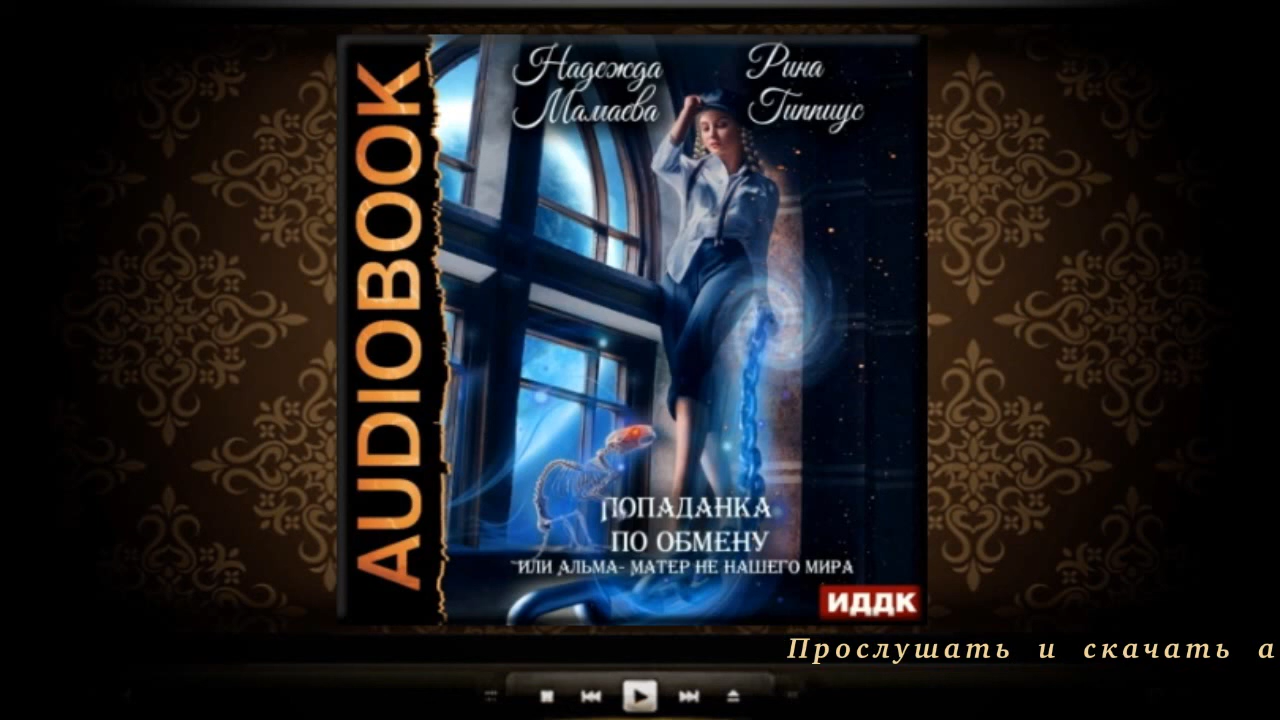 AUDIOBOOK
Надежда
Мамаева
Рина
Гиппиус
ПОПАДАНКА
ПО ОБМЕНУ
ИЛИ АЛЬМА- МАТЕР НЕ НАШЕГО МИРА
ИДДК
Прослушать и скачать а